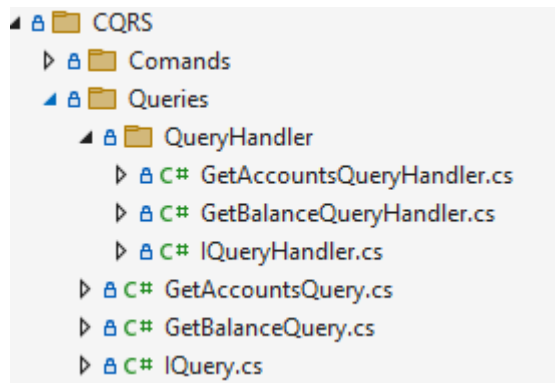 CQRS
Comands
Queries
QueryHandler
C# GetAccountsQueryHandler.cs
C# GetBalanceQueryHandler.cs
C# IQueryHandler.cs
C# GetAccountsQuery.cs
C# GetBalanceQuery.cs
C# IQuery.cs